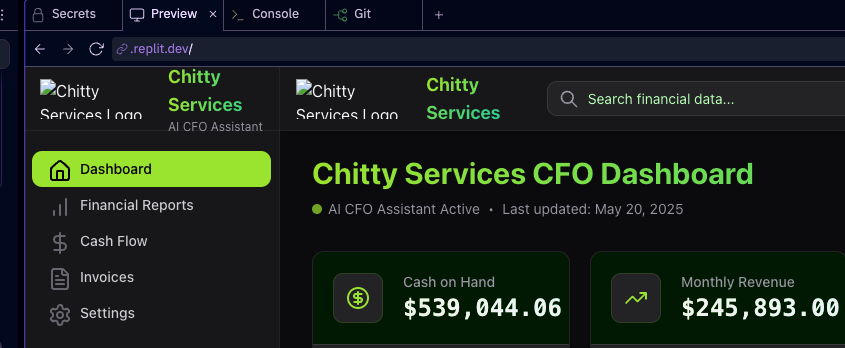 Secrets
Preview
Console
Git
.replit.dev/
Chitty
Services Logo
Chitty
Services
AI CFO Assistant
Chitty
Services Logo
Chitty
Services
Search financial data...
Dashboard
Financial Reports
Cash Flow
Invoices
Settings
Chitty Services CFO Dashboard
AI CFO Assistant Active • Last updated: May 20, 2025
Cash on Hand
$539,044.06
Monthly Revenue
$245,893.00